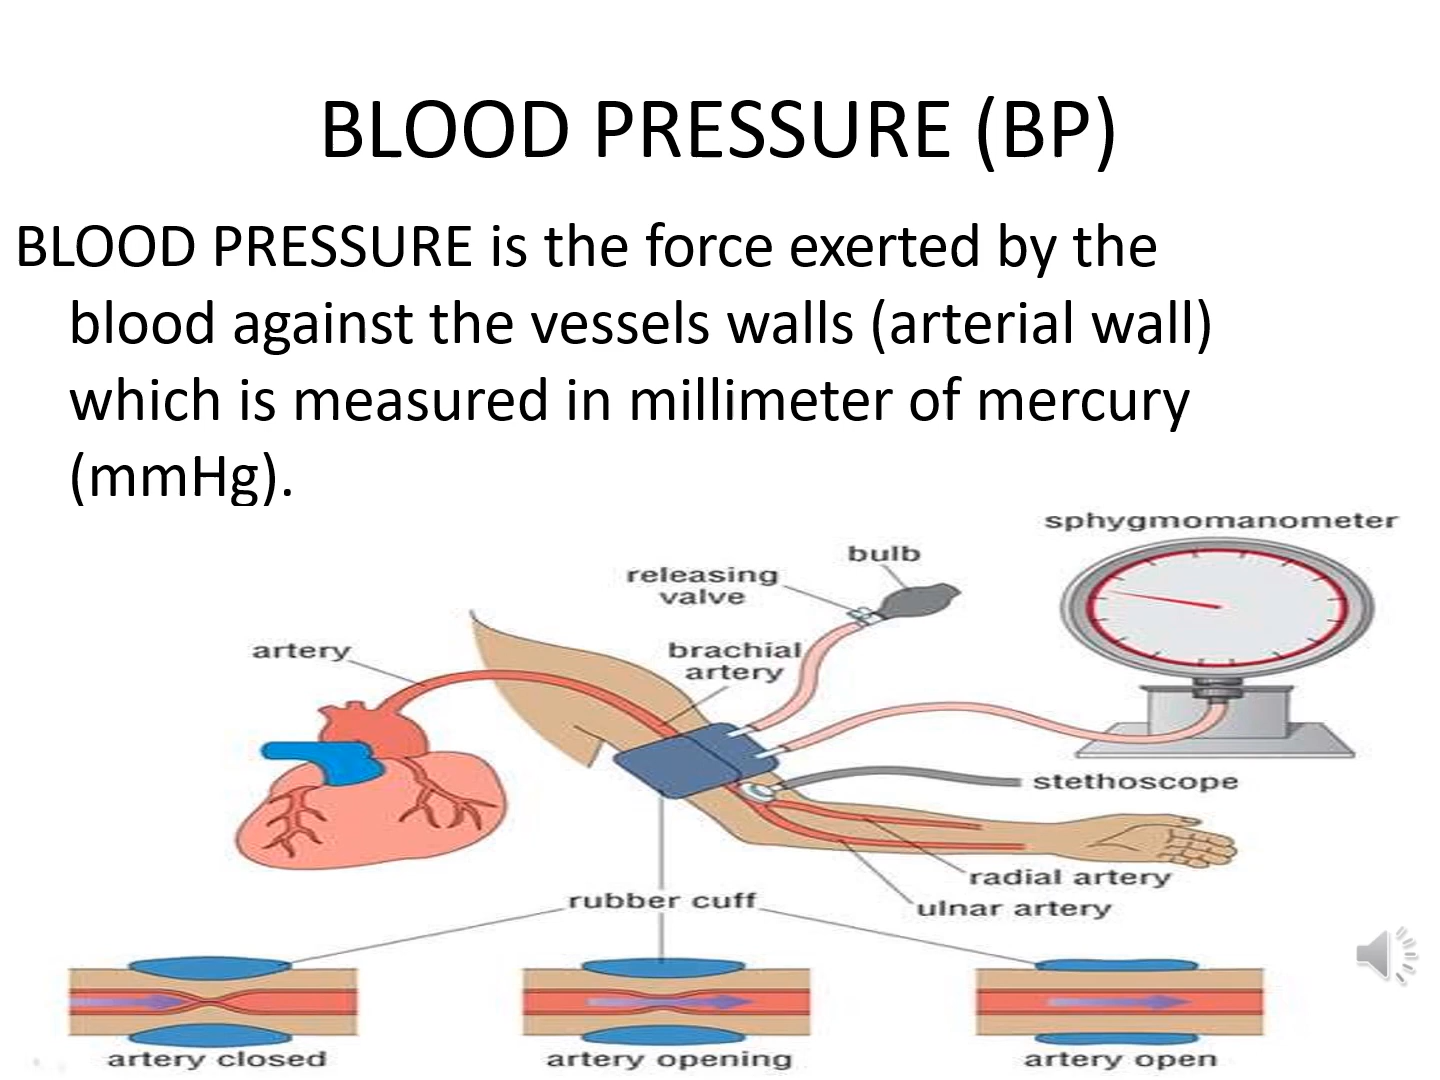 BLOOD PRESSURE (BP)
BLOOD PRESSURE is the force exerted by the
blood against the vessels walls (arterial wall)
which is measured in millimeter of mercury
(mmHg).
sphygmomanometer
bulb
releasing
valve
artery
brachial
artery
stethoscope
radial artery
rubber cuff
ulnar artery
artery closed
artery opening
artery open